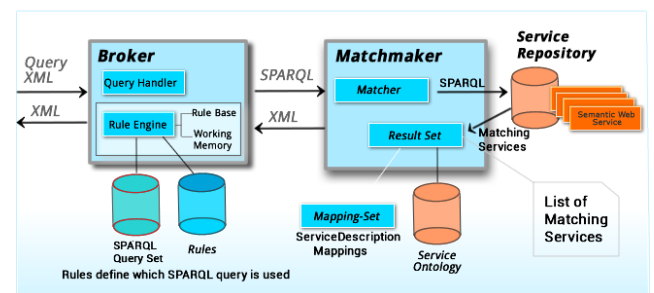 Service
Repository
Broker
Matchmaker
Query
XML
Query Handler
SPARQL
Matcher
SPARQL
XML
Rule Engine
Rule Base
Working
Memory
XML
Result Set
Matching
Services
Semantic Web
Service
Mapping-Set
ServiceDescription
Mappings
SPARQL
Query Set
Rules
Service
Ontology
List of
Matching
Services
Rules define which SPARQL query is used